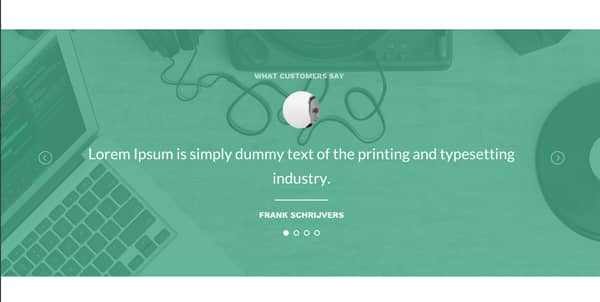 WHAT CUSTOMERS SAY
Lorem Ipsum is simply dummy text of the printing and typesetting
industry.
FRANK SCHRIJVERS